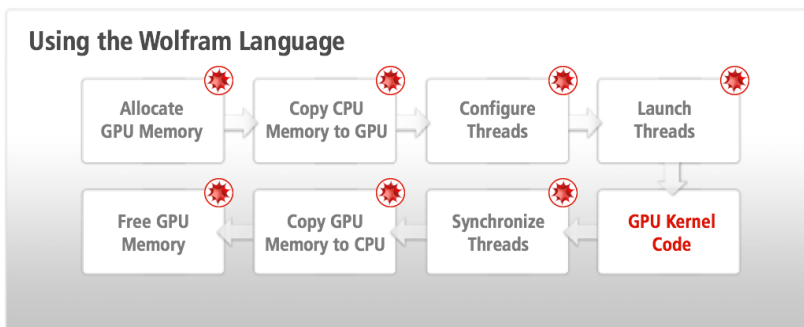 Using the Wolfram Language
Allocate
GPU Memory
Copy CPU
Memory to GPU
Configure
Threads
Launch
Threads
GPU Kernel
Code
Synchronize
Threads
Copy GPU
Memory to CPU
Free GPU
Memory